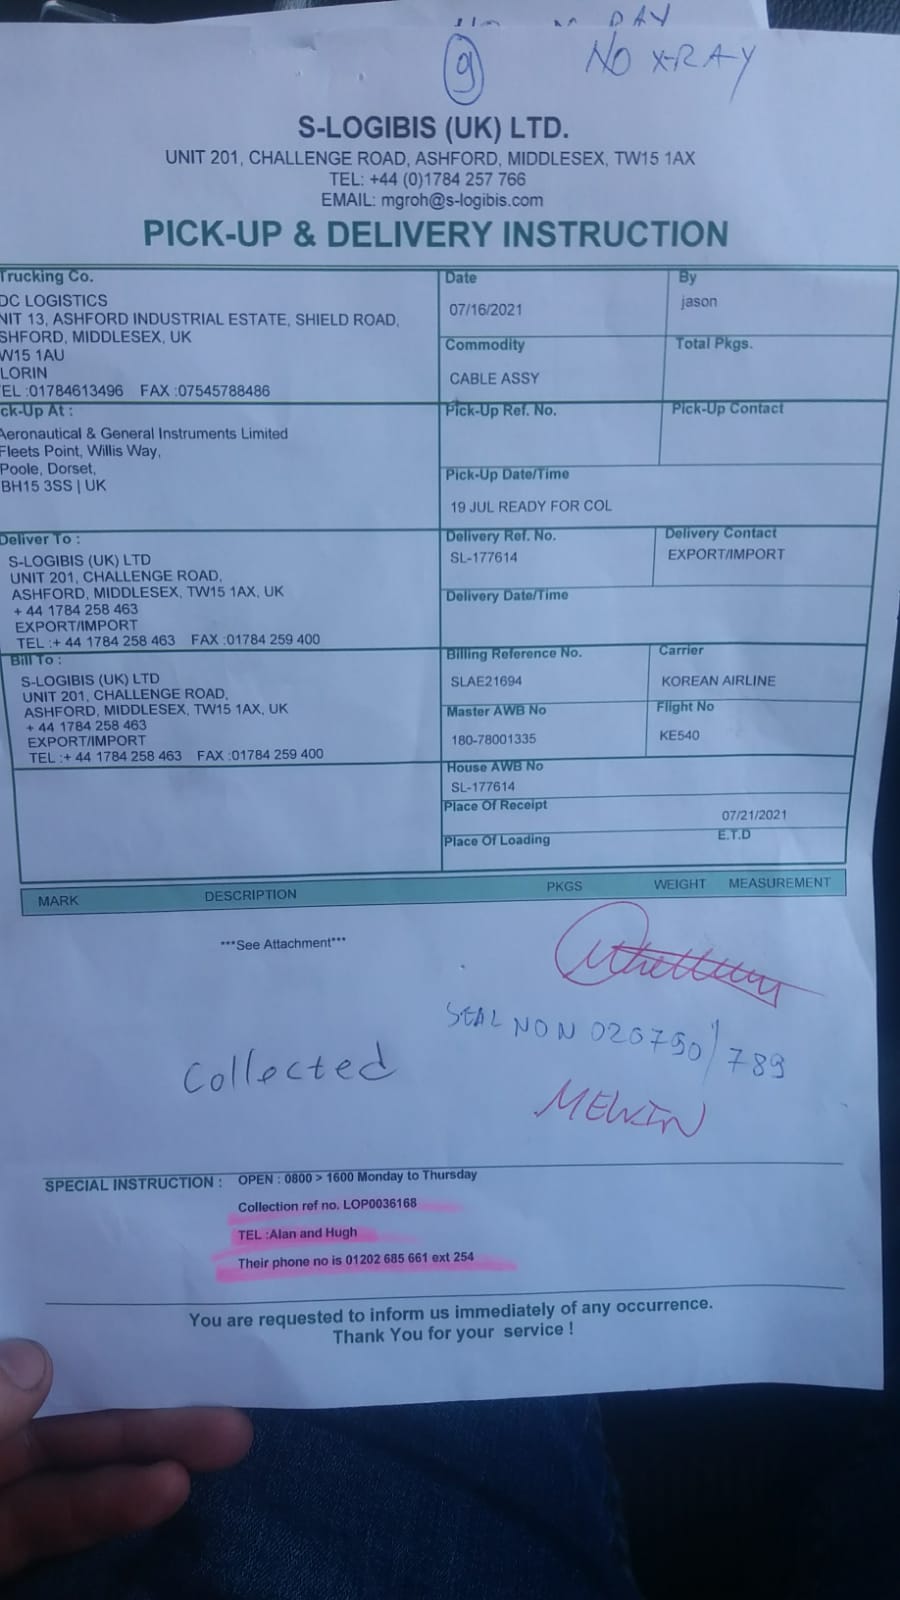 9
NO X-RAY
S-LOGIBIS (UK) LTD.
UNIT 201, CHALLENGE ROAD, ASHFORD, MIDDLESEX, TW15 1AX
TEL: +44 (0)1784 257 766
EMAIL: mgroh@s-logibis.com
PICK-UP & DELIVERY INSTRUCTION
Trucking Co.
DC LOGISTICS
NIT 13, ASHFORD INDUSTRIAL ESTATE, SHIELD ROAD,
SHFORD, MIDDLESEX, UK
W15 1AU
LORIN
EL :01784613496 FAX :07545788486
Date
07/16/2021
By
jason
Commodity
CABLE ASSY
Total Pkgs.
ck-Up At :
Aeronautical & General Instruments Limited
Fleets Point, Willis Way,
Poole, Dorset,
BH15 3SS | UK
Pick-Up Ref. No.
Pick-Up Contact
Pick-Up Date/Time
19 JUL READY FOR COL
Deliver To :
S-LOGIBIS (UK) LTD
UNIT 201, CHALLENGE ROAD,
ASHFORD, MIDDLESEX, TW15 1AX, UK
+ 44 1784 258 463
EXPORT/IMPORT
TEL :+ 44 1784 258 463 FAX :01784 259 400
Delivery Ref. No.
SL-177614
Delivery Contact
EXPORT/IMPORT
Delivery Date/Time
Bill To :
S-LOGIBIS (UK) LTD
UNIT 201, CHALLENGE ROAD,
ASHFORD, MIDDLESEX, TW15 1AX, UK
+ 44 1784 258 463
EXPORT/IMPORT
TEL :+ 44 1784 258 463 FAX :01784 259 400
Billing Reference No.
SLAE21694
Carrier
KOREAN AIRLINE
Master AWB No
180-78001335
Flight No
KE540
House AWB No
SL-177614
Place Of Receipt
07/21/2021
Place Of Loading
E.T.D
MARK DESCRIPTION PKGS WEIGHT MEASUREMENT
***See Attachment***
SEAL NO N 020790/789
Collected
MELVIN
SPECIAL INSTRUCTION : OPEN : 0800 > 1600 Monday to Thursday
Collection ref no. LOP0036168
TEL :Alan and Hugh
Their phone no is 01202 685 661 ext 254
You are requested to inform us immediately of any occurrence.
Thank You for your service !